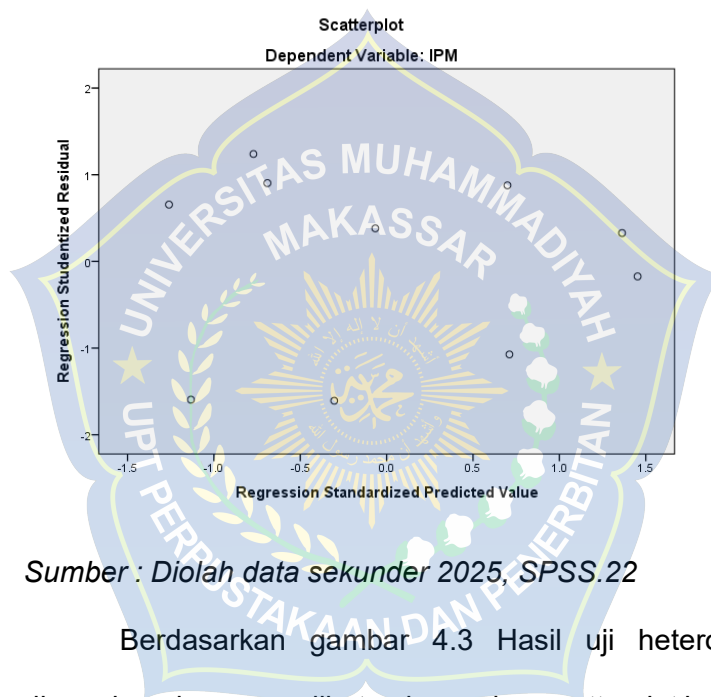 Scatterplot
Dependent Variable: IPM
Regression Studentized Residual
2
1
0
-1
-2
-1.5 -1.0 -0.5 0.0 0.5 1.0 1.5
Regression Standardized Predicted Value
UNIVERSITAS MUHAMMADIYAH
MAKASSAR
UPT PERPUSTAKAAN DAN PENERBITAN
Sumber : Diolah data sekunder 2025, SPSS.22
Berdasarkan gambar 4.3 Hasil uji hetero